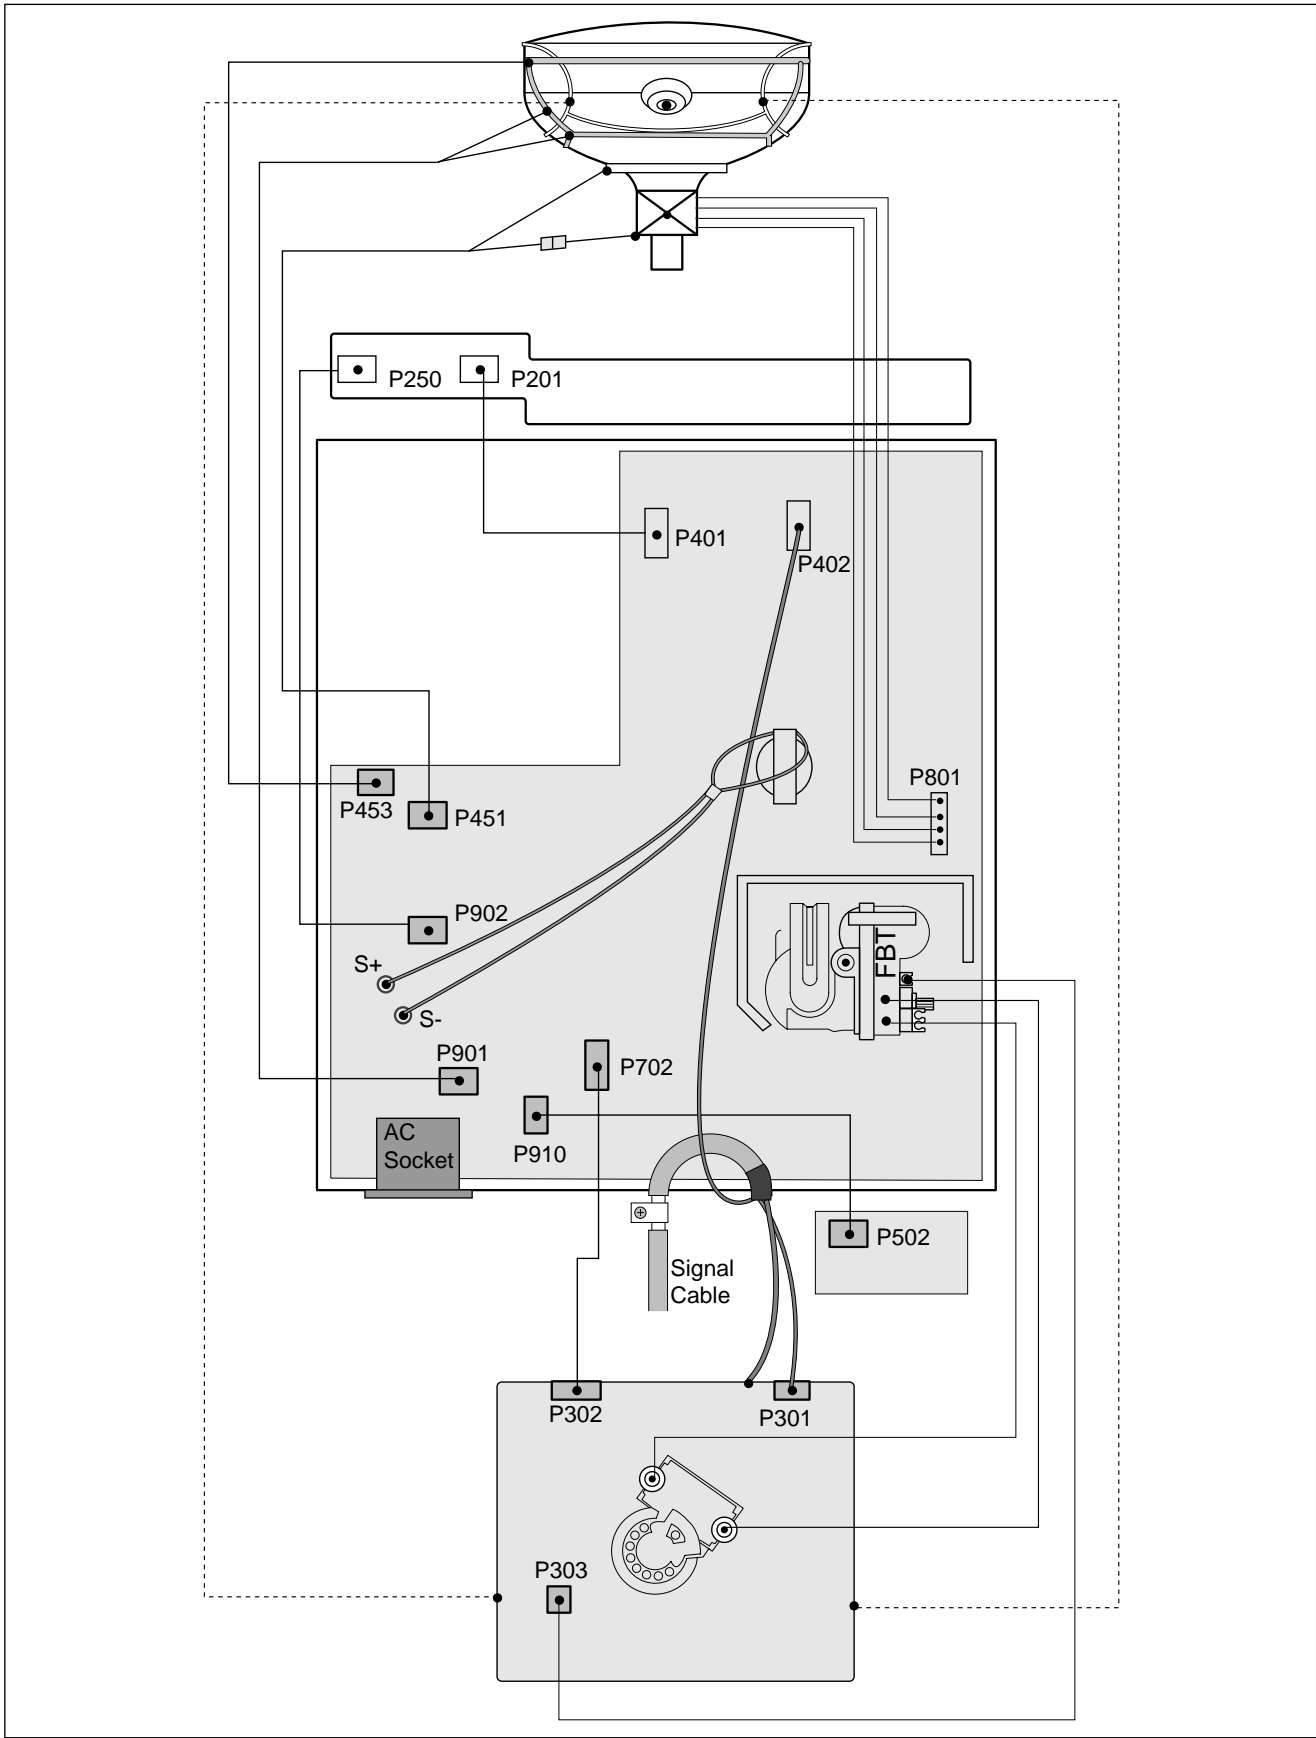 P250
P201
P401
P402
P801
P453
P451
P902
FBT
S+
S-
P901
P702
AC
Socket
P910
P502
Signal
Cable
P302
P301
P303